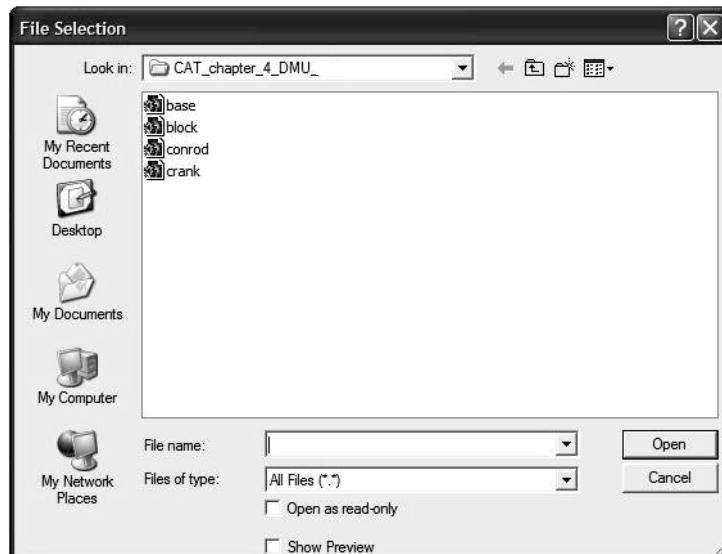 File Selection
Look in: CAT_chapter_4_DMU_
My Recent
Documents
Desktop
My Documents
My Computer
My Network
Places
base
block
conrod
crank
File name:
Open
Files of type: All Files (*.*)
Cancel
Open as read-only
Show Preview